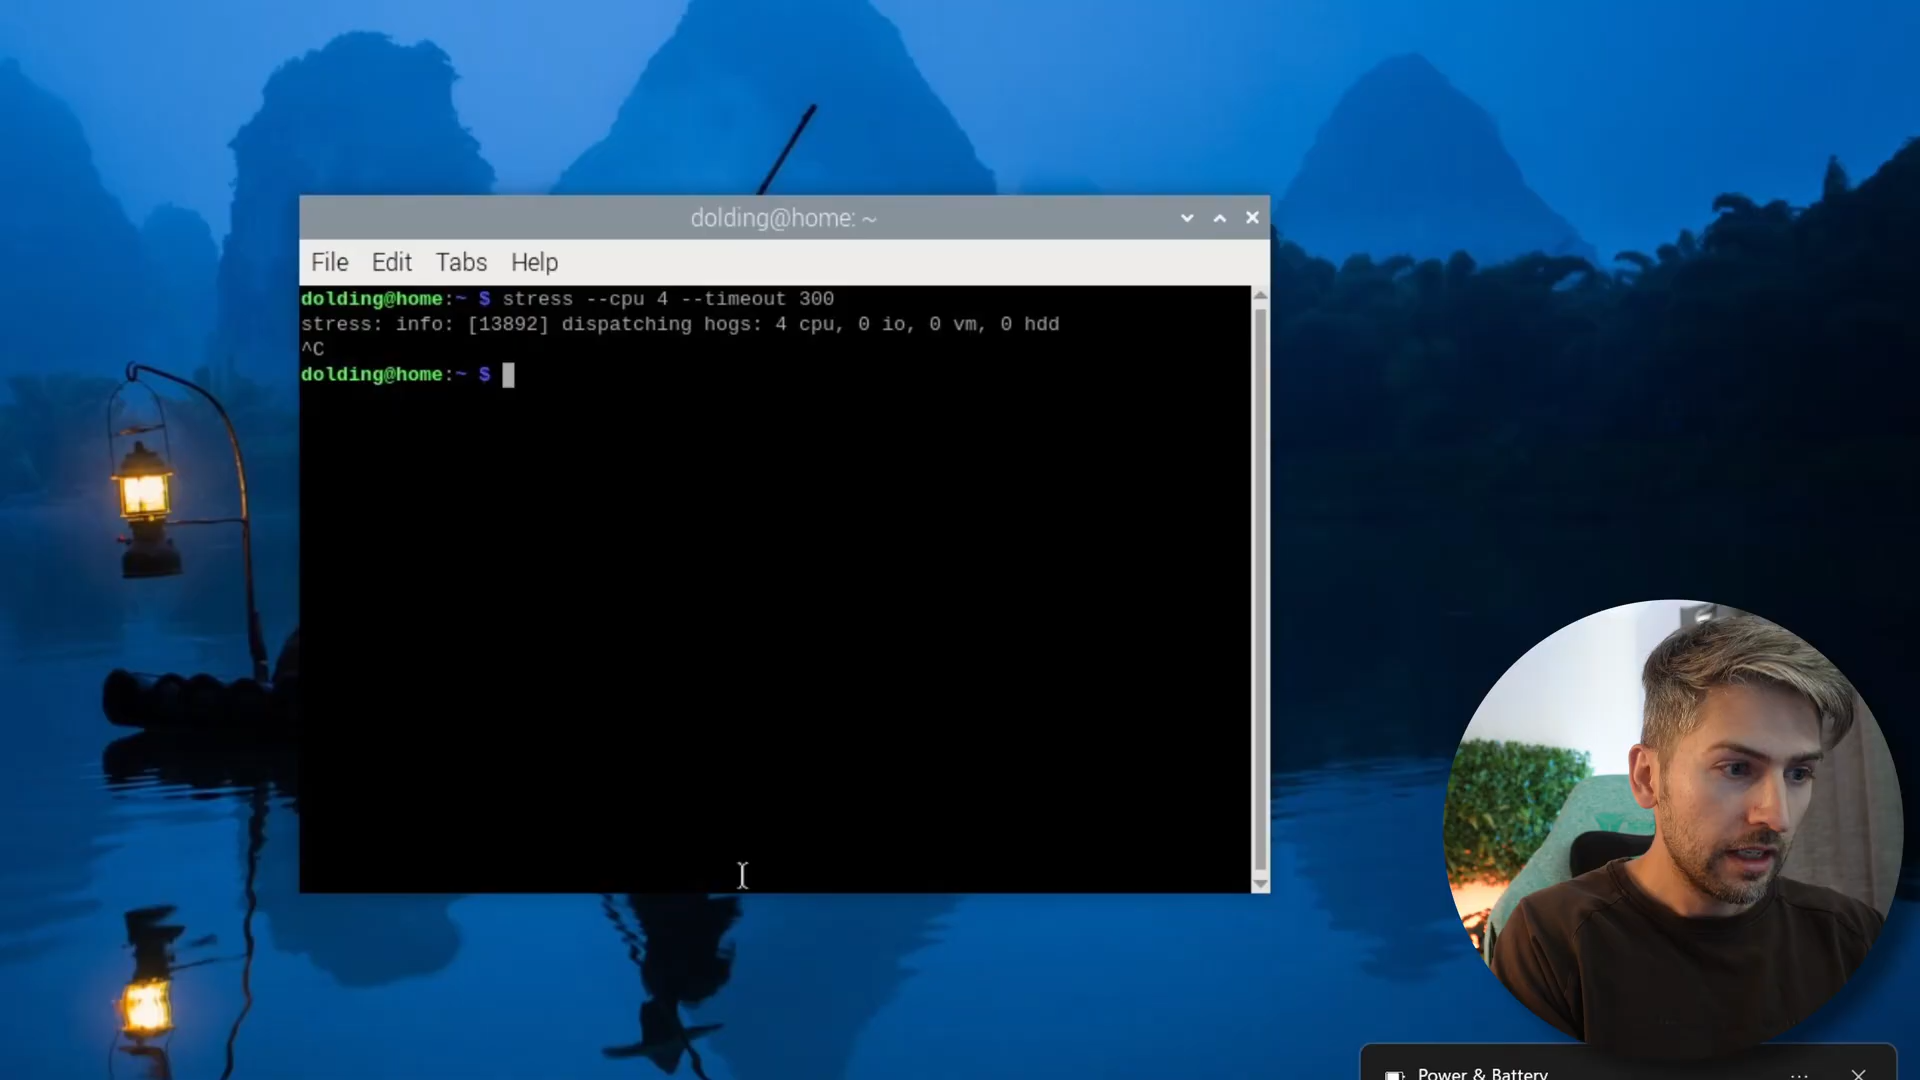 dolding@home: ~
File Edit Tabs Help
dolding@home:~ $ stress --cpu 4 --timeout 300
stress: info: [13892] dispatching hogs: 4 cpu, 0 io, 0 vm, 0 hdd
^C
dolding@home:~ $
Power & Battery